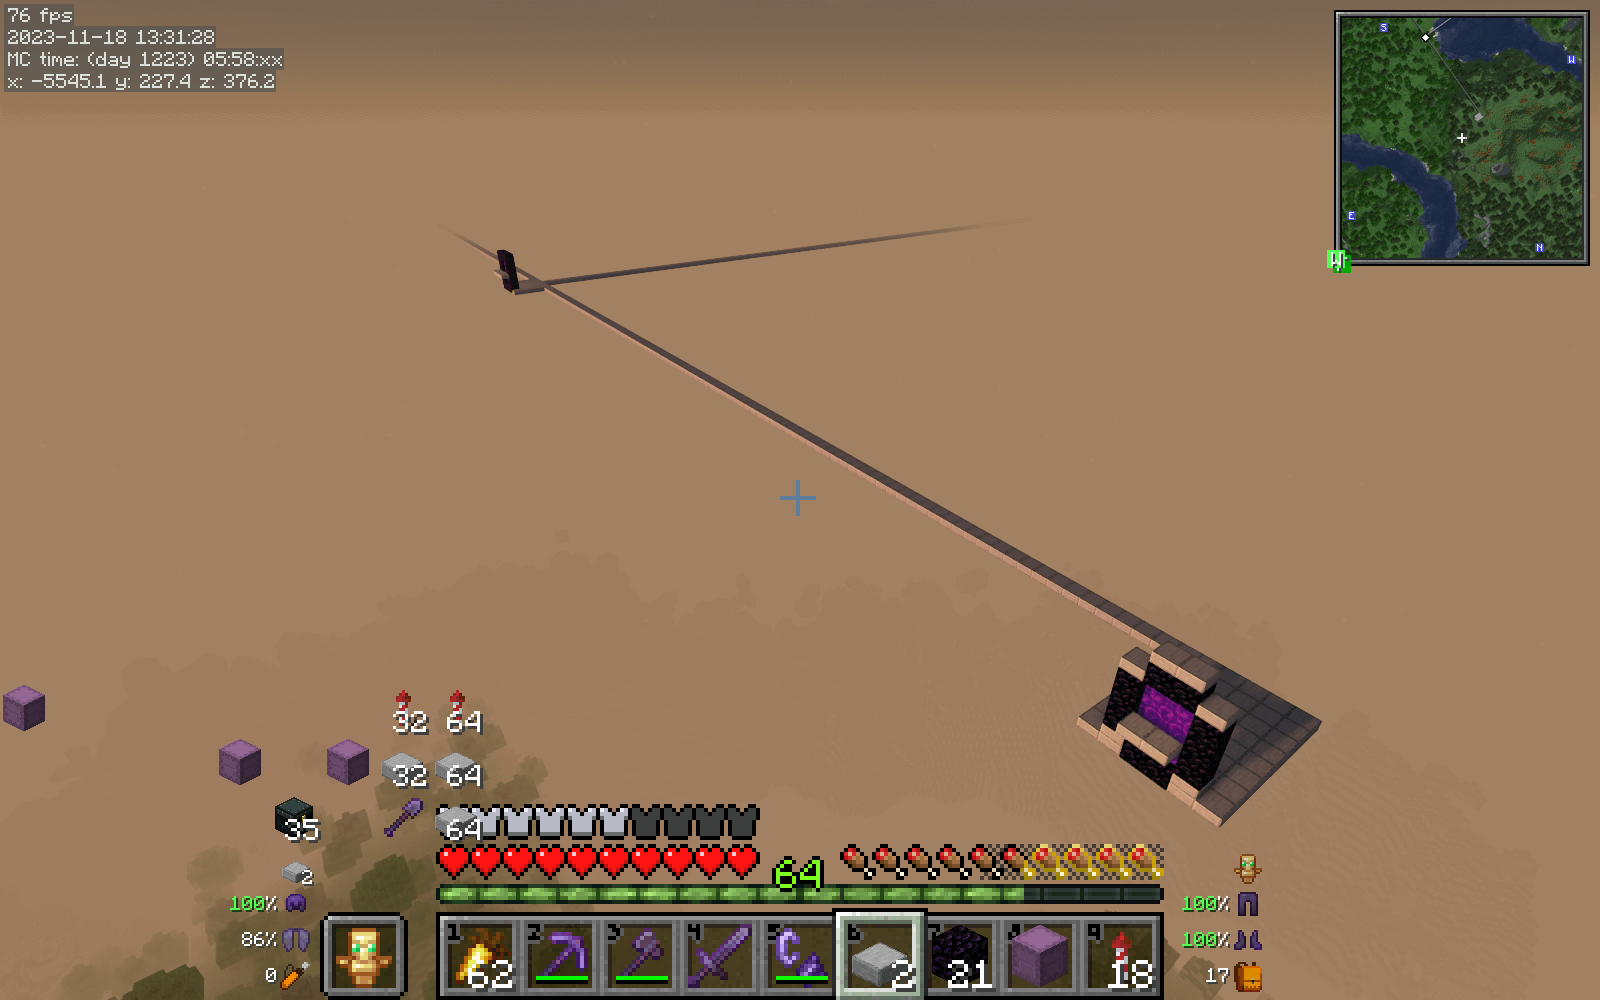 76 fps
2023-11-18 13:31:28
MC time: (day 1223) 05:58:xx
x: -5545.1 y: 227.4 z: 376.2
S
W
E
N
W
32 64
32 64
35 64
2
64
100%
86%
0
100%
100%
17
1 2 3 4 6 8 9
62 2 21 18